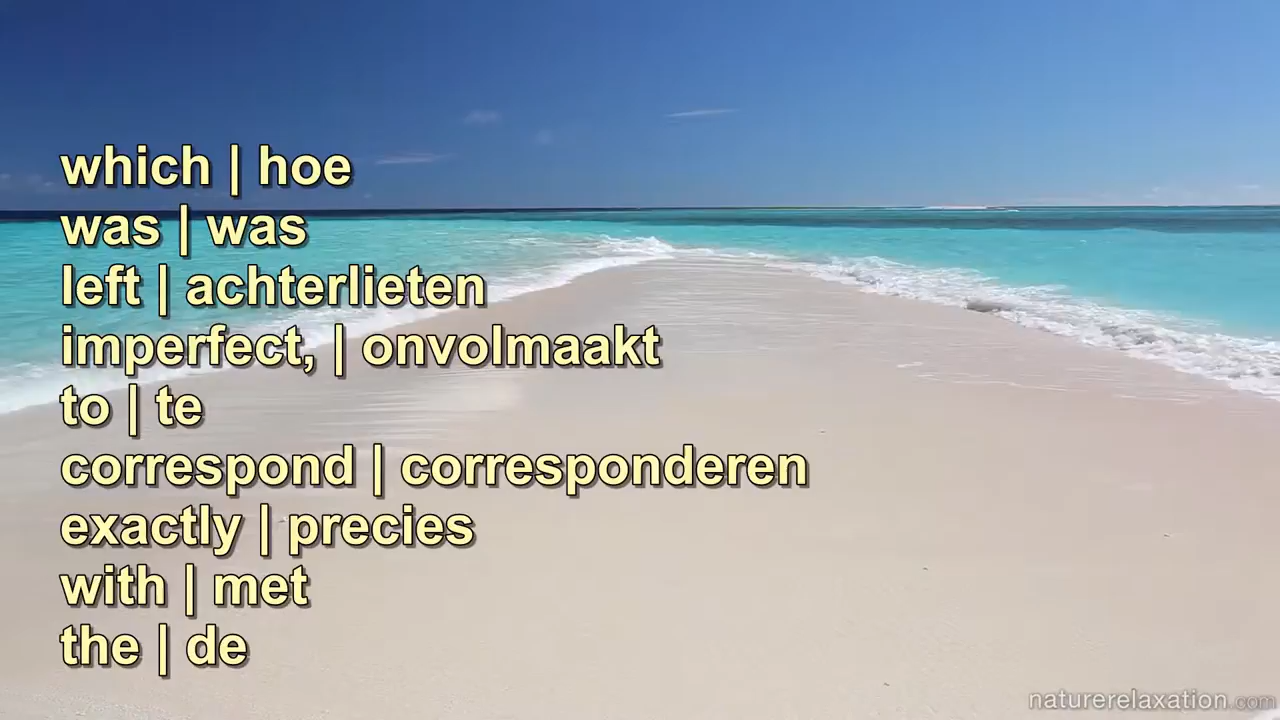 which | hoe
was | was
left | achterlieten
imperfect, | onvolmaakt
to | te
correspond | corresponderen
exactly | precies
with | met
the | de
naturerelaxation.com